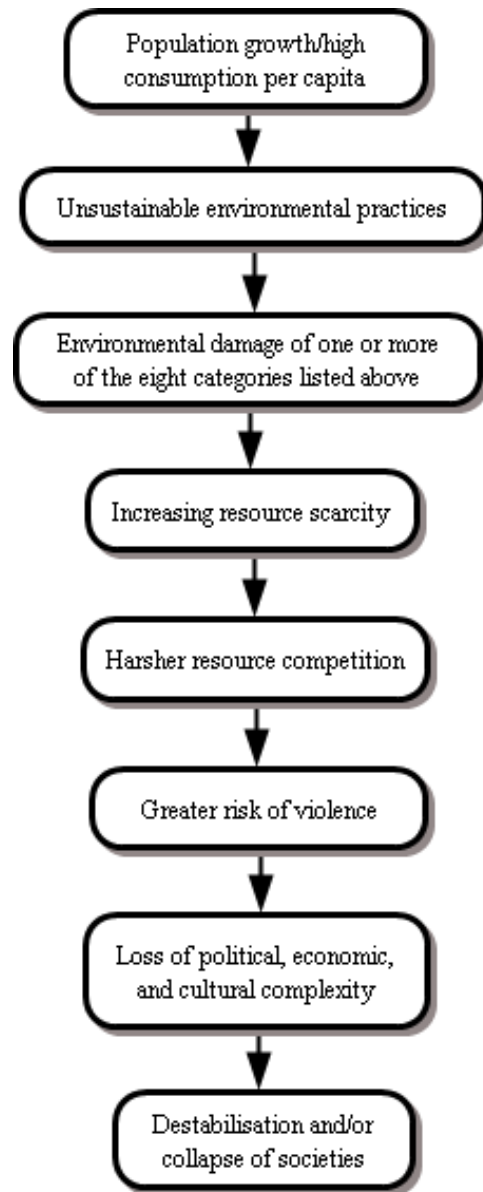 Population growth/high
consumption per capita
Unsustainable environmental practices
Environmental damage of one or more
of the eight categories listed above
Increasing resource scarcity
Harsher resource competition
Greater risk of violence
Loss of political, economic,
and cultural complexity
Destabilisation and/or
collapse of societies